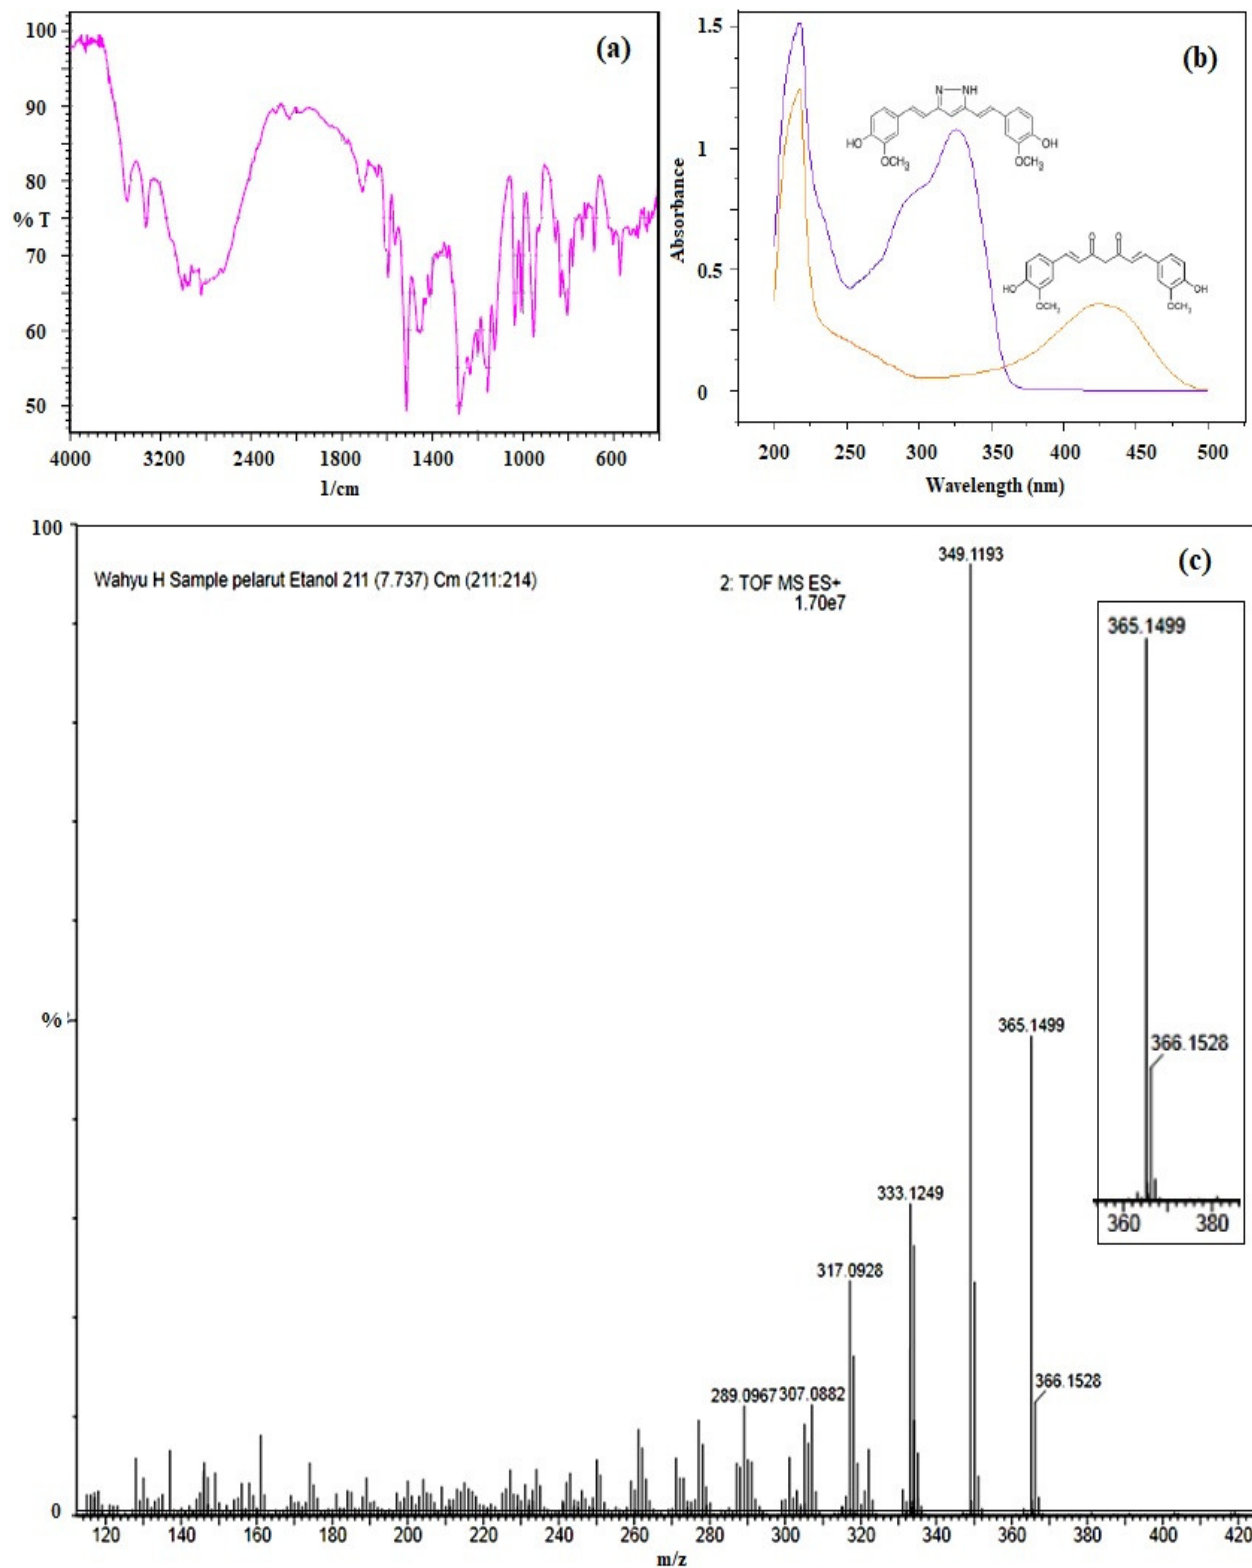 (a)
100
90
80
% T
70
60
50
4000 3200 2400 1800 1400 1000 600
1/cm
(b)
1.5
1
Absorbance
0.5
0
N NH
HO OCH3 OCH3 OH
O O
HO OCH3 OCH3 OH
200 250 300 350 400 450 500
Wavelength (nm)
(c)
100
Wahyu H Sample pelarut Etanol 211 (7.737) Cm (211:214)
2: TOF MS ES+
1.70e7
349.1193
365.1499
366.1528
360 380
365.1499
333.1249
317.0928
289.0967
307.0882
366.1528
%
0
120 140 160 180 200 220 240 260 280 300 320 340 360 380 400 420
m/z